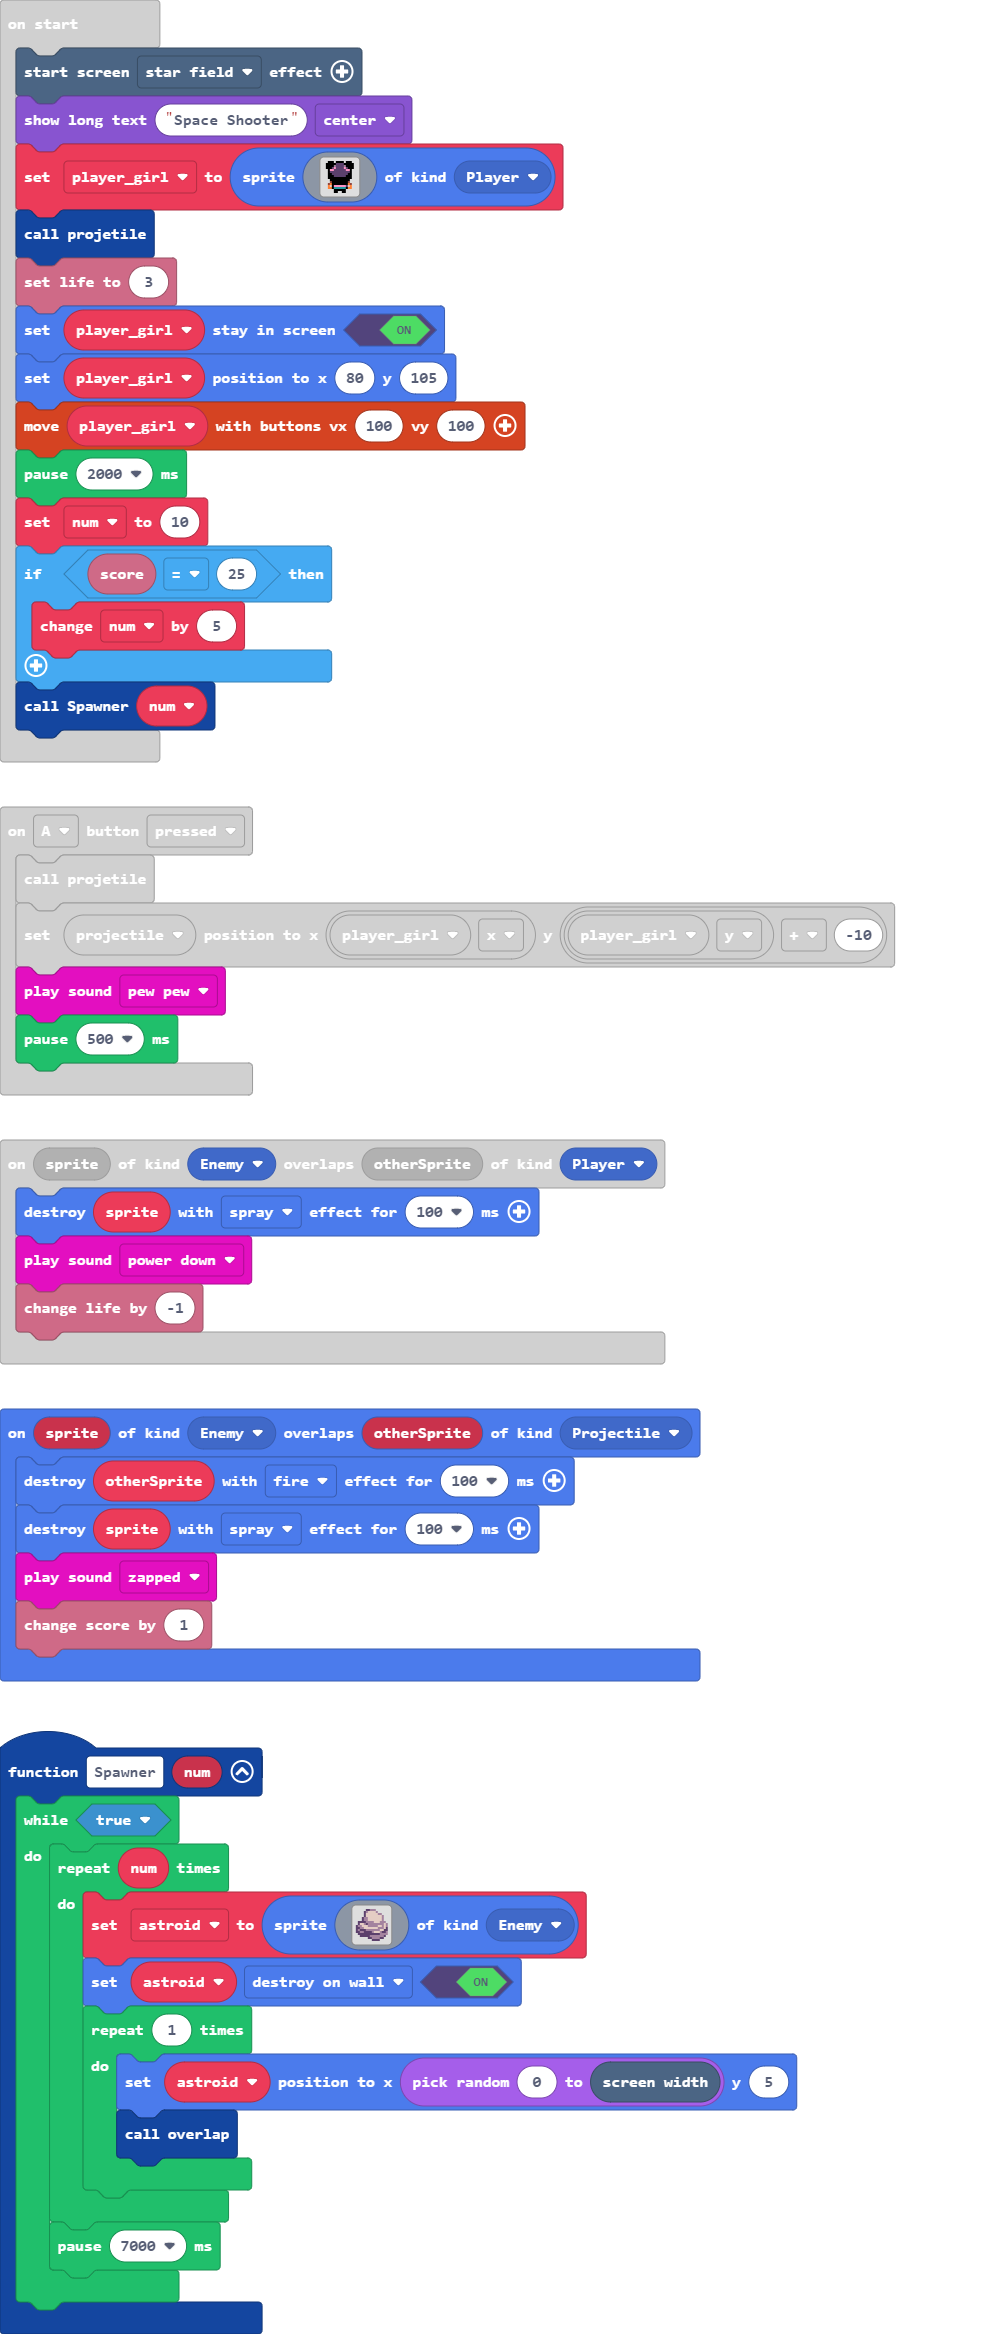 on start
start screen star field effect
show long text "Space Shooter" center
set player_girl to sprite of kind Player
call projetile
set life to 3
set player_girl stay in screen ON
set player_girl position to x 80 y 105
move player_girl with buttons vx 100 vy 100
pause 2000 ms
set num to 10
if score = 25 then
change num by 5
call Spawner num
on A button pressed
call projetile
set projectile position to x player_girl x y player_girl y + -10
play sound pew pew
pause 500 ms
on sprite of kind Enemy overlaps otherSprite of kind Player
destroy sprite with spray effect for 100 ms
play sound power down
change life by -1
on sprite of kind Enemy overlaps otherSprite of kind Projectile
destroy otherSprite with fire effect for 100 ms
destroy sprite with spray effect for 100 ms
play sound zapped
change score by 1
function Spawner num
while true
do
repeat num times
do
set astroid to sprite of kind Enemy
set astroid destroy on wall ON
repeat 1 times
do
set astroid position to x pick random 0 to screen width y 5
call overlap
pause 7000 ms